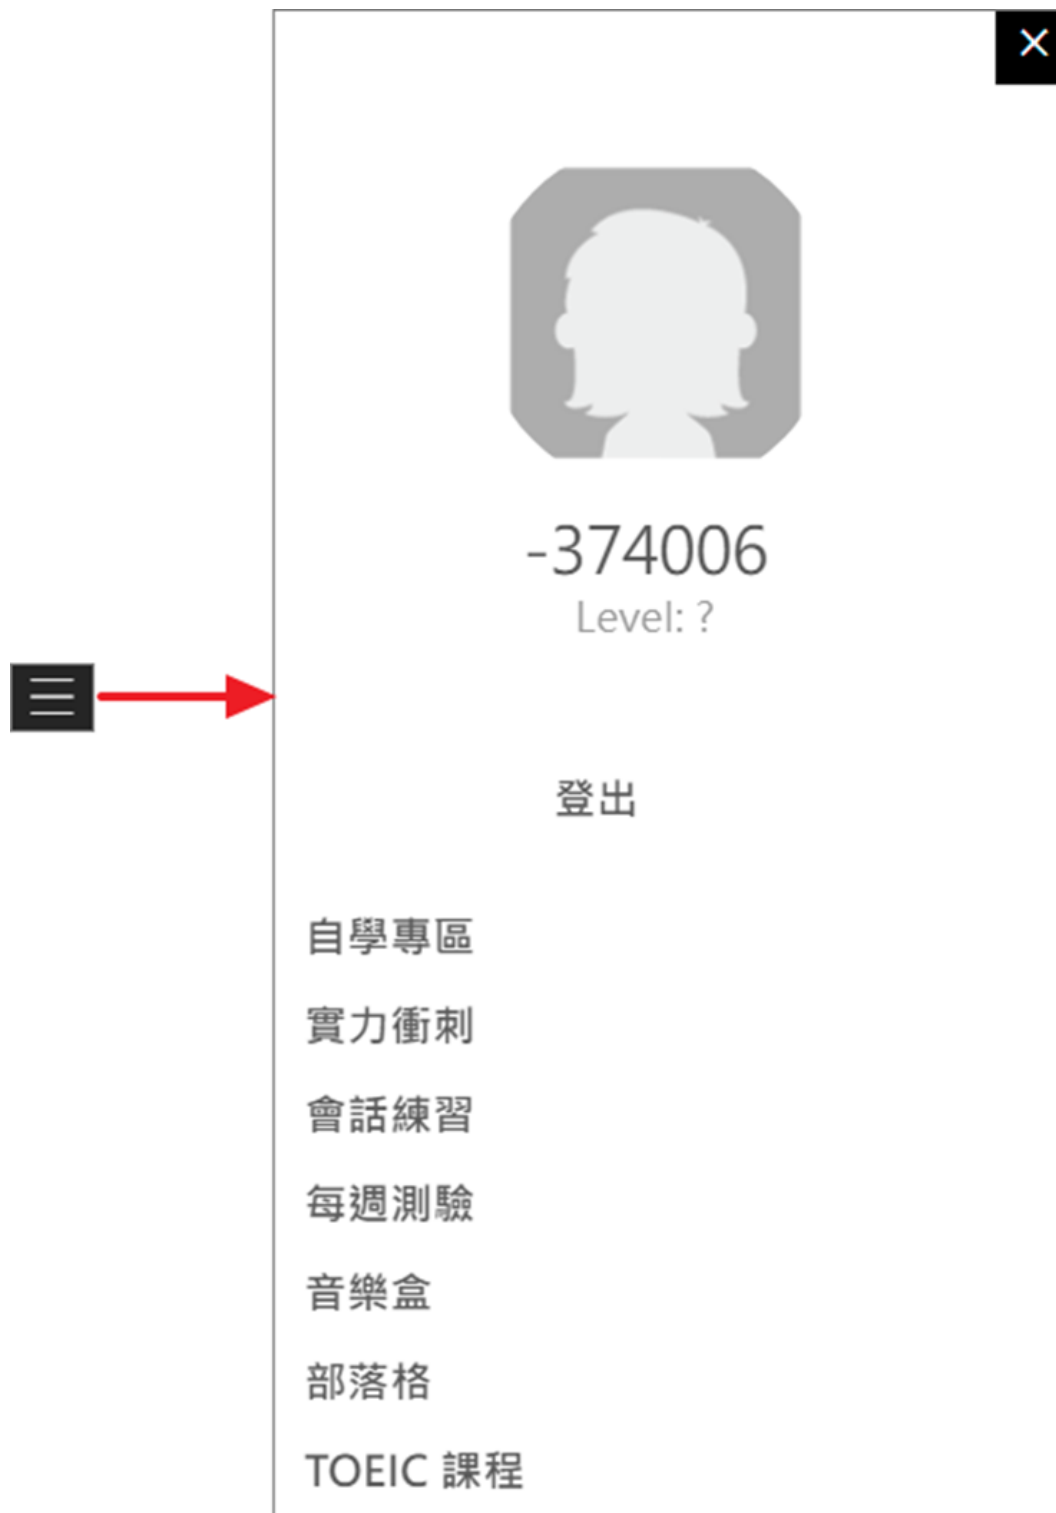 -374006
Level: ?
登出
自學專區
實力衝刺
會話練習
每週測驗
音樂盒
部落格
TOEIC 課程